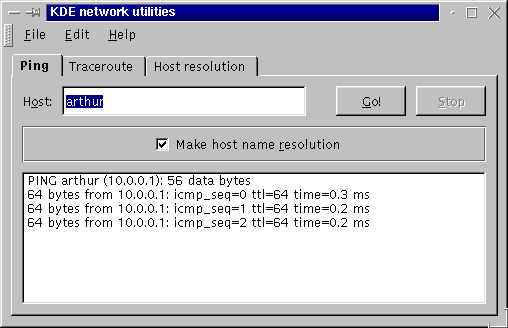 KDE network utilities
File Edit Help
Ping Traceroute Host resolution
Host: arthur Go! Stop
Make host name resolution
PING arthur (10.0.0.1): 56 data bytes
64 bytes from 10.0.0.1: icmp_seq=0 ttl=64 time=0.3 ms
64 bytes from 10.0.0.1: icmp_seq=1 ttl=64 time=0.2 ms
64 bytes from 10.0.0.1: icmp_seq=2 ttl=64 time=0.2 ms